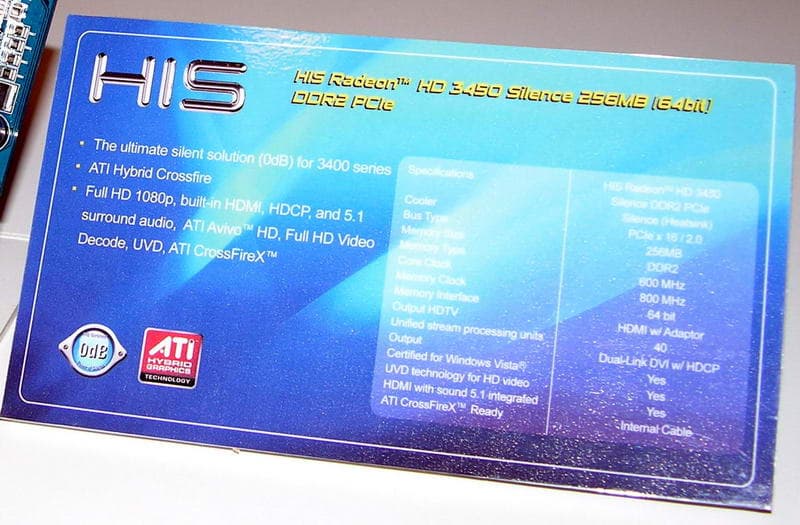 HIS
HIS Radeon™ HD 3450 Silence 256MB (64bit)
DDR2 PCIe
• The ultimate silent solution (0dB) for 3400 series
• ATI Hybrid Crossfire
• Full HD 1080p, built-in HDMI, HDCP, and 5.1
surround audio, ATI Avivo™ HD, Full HD Video
Decode, UVD, ATI CrossFireX™
Specifications
HIS Radeon™ HD 3450
Silence DDR2 PCIe
Cooler Silence (Heatsink)
Bus Type PCIe x 16 / 2.0
Memory Size 256MB
Memory Type DDR2
Core Clock 600 MHz
Memory Clock 800 MHz
Memory Interface 64 bit
Output HDTV HDMI w/ Adaptor
Unified stream processing units 40
Output Dual-Link DVI w/ HDCP
Certified for Windows Vista® Yes
UVD technology for HD video Yes
HDMI with sound 5.1 integrated Yes
ATI CrossFireX™ Ready Internal Cable
0dB
ATI
HYBRID
GRAPHICS
TECHNOLOGY